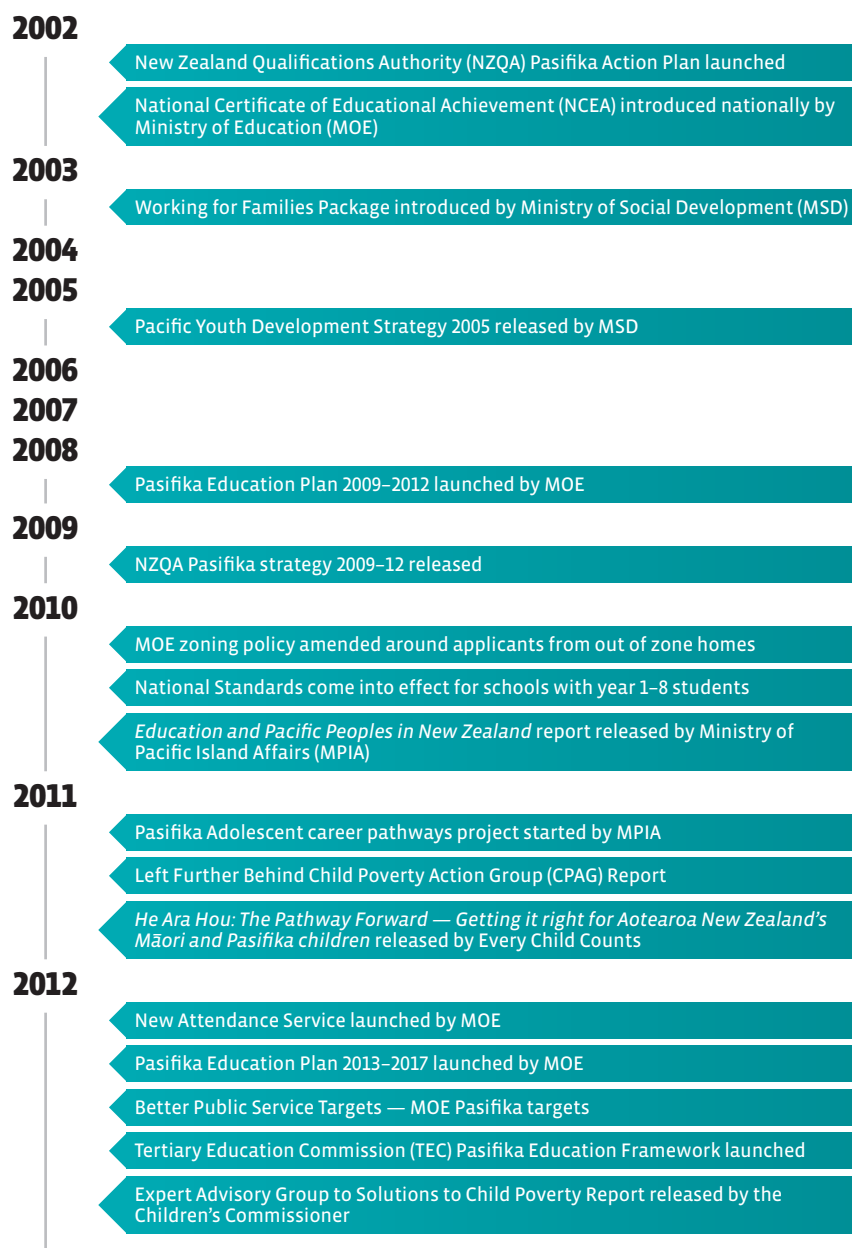 2002
New Zealand Qualifications Authority (NZQA) Pasifika Action Plan launched
National Certificate of Educational Achievement (NCEA) introduced nationally by
Ministry of Education (MOE)
2003
Working for Families Package introduced by Ministry of Social Development (MSD)
2004
2005
Pacific Youth Development Strategy 2005 released by MSD
2006
2007
2008
Pasifika Education Plan 2009–2012 launched by MOE
2009
NZQA Pasifika strategy 2009–12 released
2010
MOE zoning policy amended around applicants from out of zone homes
National Standards come into effect for schools with year 1–8 students
Education and Pacific Peoples in New Zealand report released by Ministry of
Pacific Island Affairs (MPIA)
2011
Pasifika Adolescent career pathways project started by MPIA
Left Further Behind Child Poverty Action Group (CPAG) Report
He Ara Hou: The Pathway Forward — Getting it right for Aotearoa New Zealand's
Māori and Pasifika children released by Every Child Counts
2012
New Attendance Service launched by MOE
Pasifika Education Plan 2013–2017 launched by MOE
Better Public Service Targets — MOE Pasifika targets
Tertiary Education Commission (TEC) Pasifika Education Framework launched
Expert Advisory Group to Solutions to Child Poverty Report released by the
Children's Commissioner